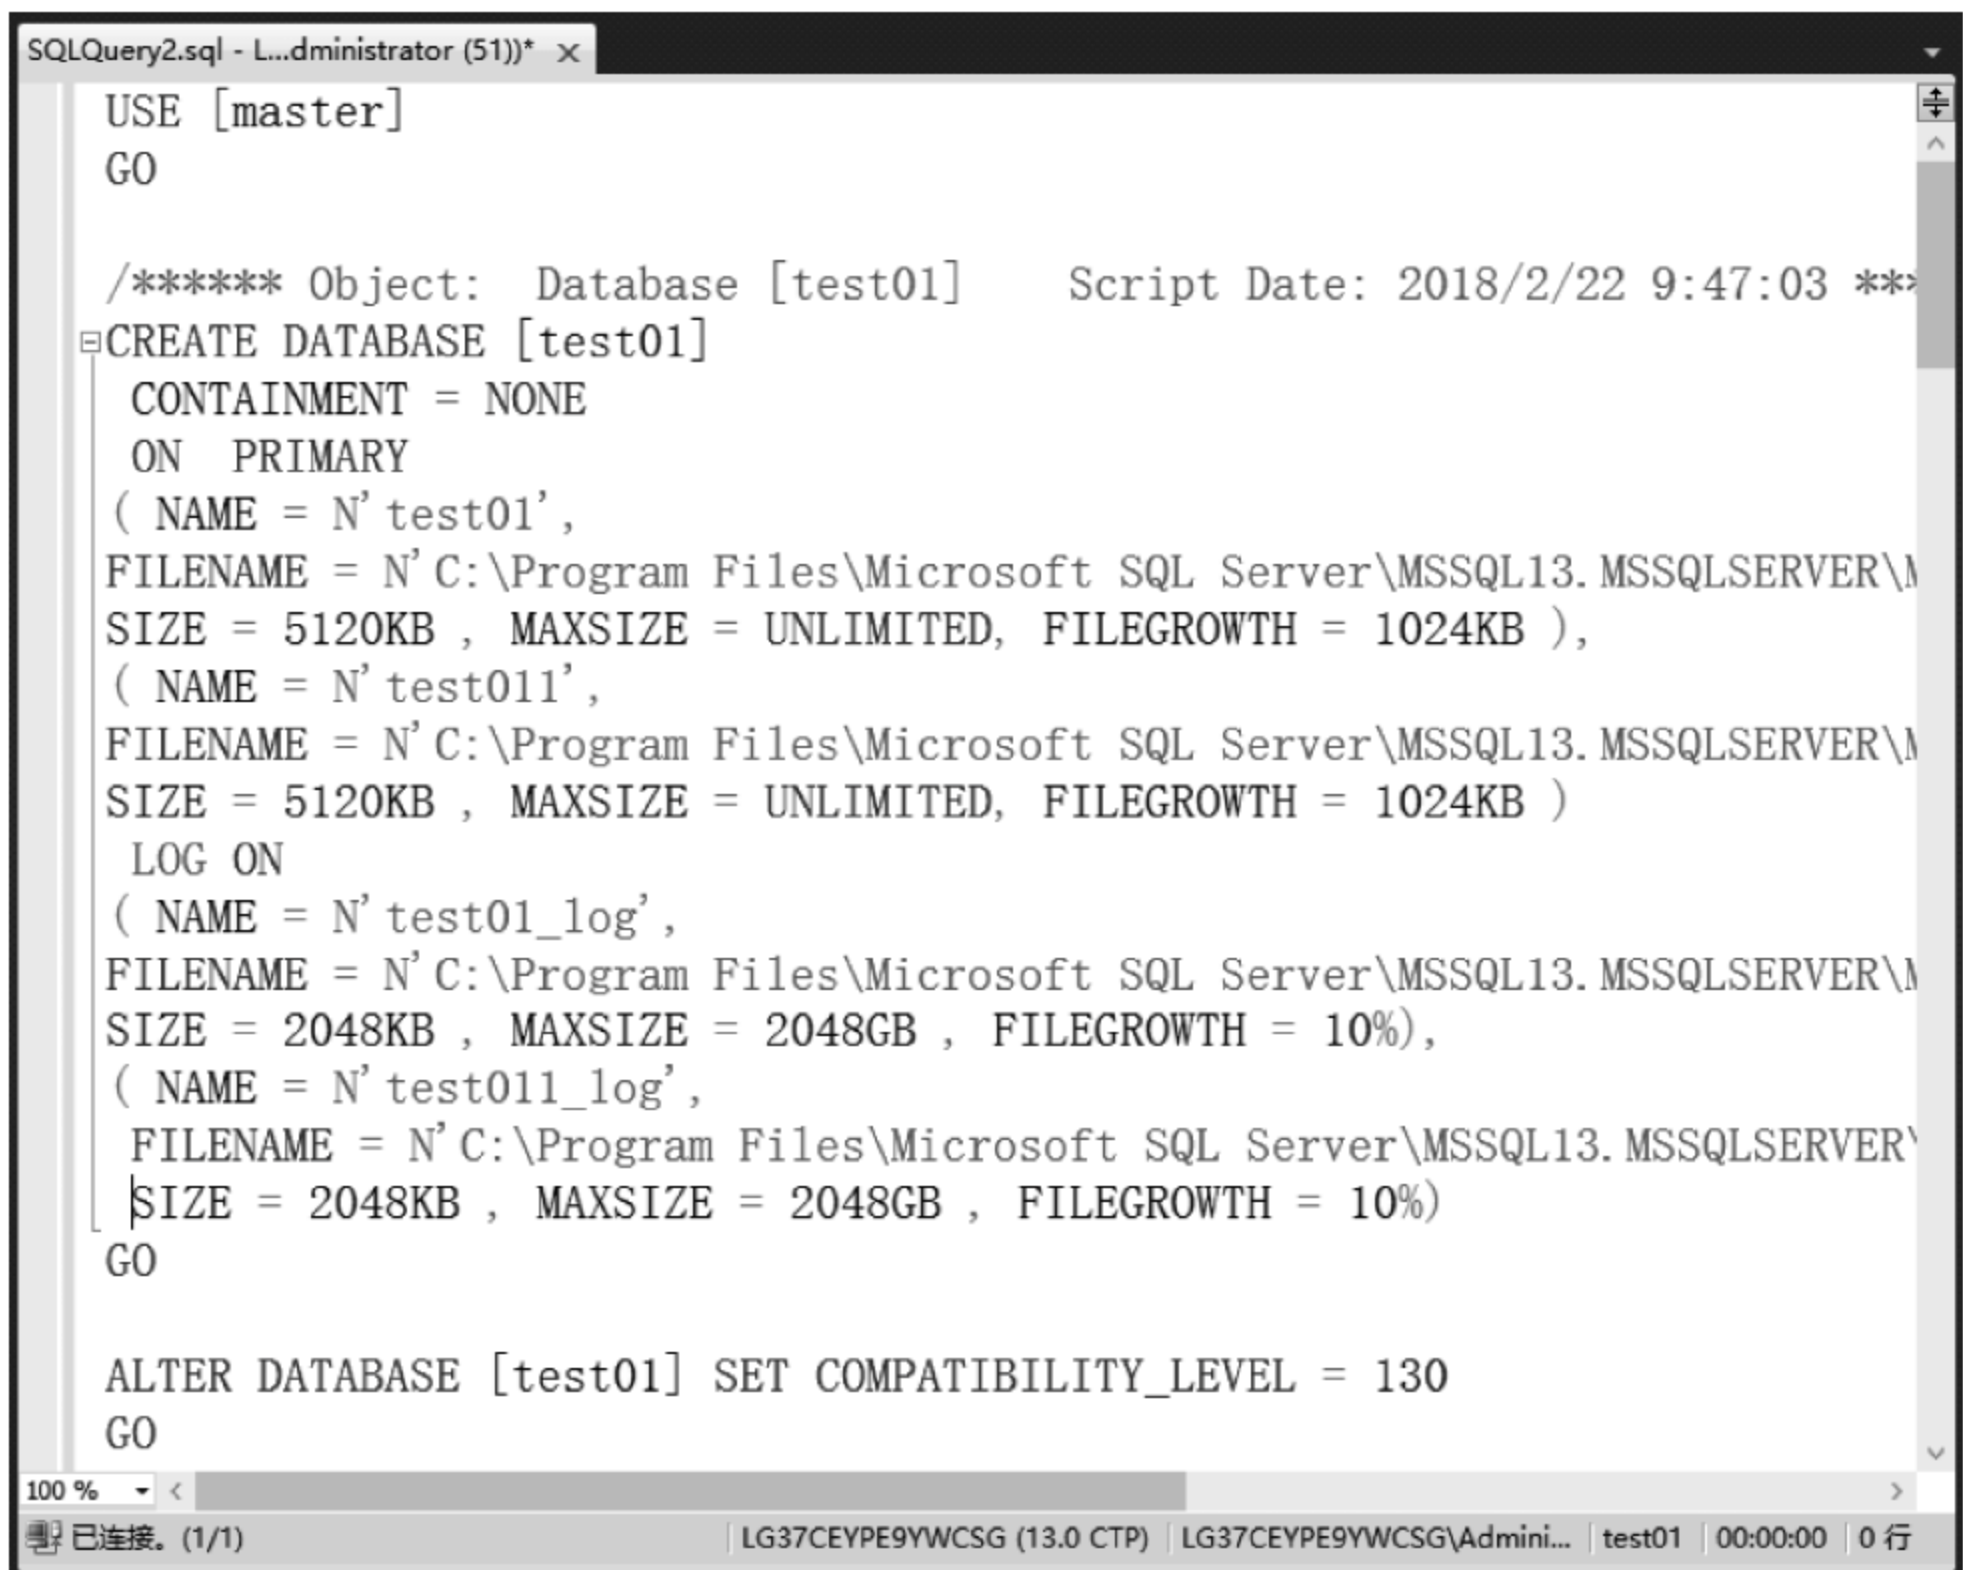 SQLQuery2.sql - L...dministrator (51))*
USE [master]
GO
/****** Object:  Database [test01]    Script Date: 2018/2/22 9:47:03 ***
CREATE DATABASE [test01]
CONTAINMENT = NONE
ON  PRIMARY
( NAME = N'test01',
FILENAME = N'C:\Program Files\Microsoft SQL Server\MSSQL13.MSSQLSERVER\M
SIZE = 5120KB , MAXSIZE = UNLIMITED, FILEGROWTH = 1024KB ),
( NAME = N'test011',
FILENAME = N'C:\Program Files\Microsoft SQL Server\MSSQL13.MSSQLSERVER\M
SIZE = 5120KB , MAXSIZE = UNLIMITED, FILEGROWTH = 1024KB )
LOG ON
( NAME = N'test01_log',
FILENAME = N'C:\Program Files\Microsoft SQL Server\MSSQL13.MSSQLSERVER\M
SIZE = 2048KB , MAXSIZE = 2048GB , FILEGROWTH = 10%),
( NAME = N'test011_log',
FILENAME = N'C:\Program Files\Microsoft SQL Server\MSSQL13.MSSQLSERVER\
SIZE = 2048KB , MAXSIZE = 2048GB , FILEGROWTH = 10%)
GO
ALTER DATABASE [test01] SET COMPATIBILITY_LEVEL = 130
GO
100 %
已连接。(1/1) LG37CEYPE9YWCSG (13.0 CTP) LG37CEYPE9YWCSG\Admini... test01 00:00:00 0 行